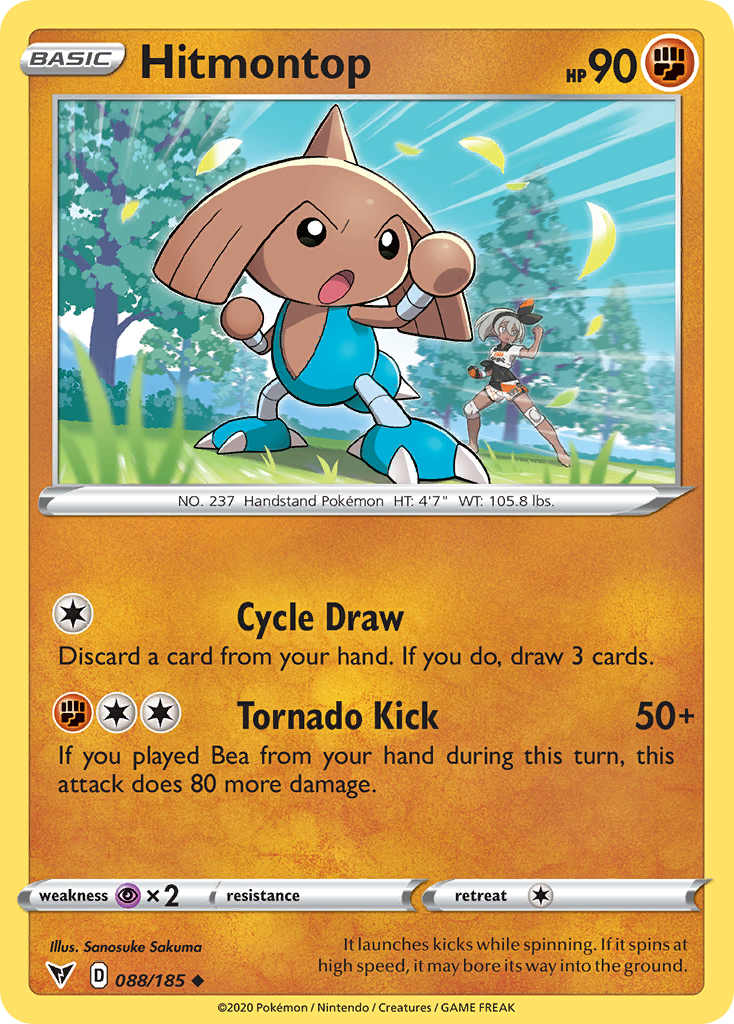 BASIC
Hitmontop
HP 90
NO. 237 Handstand Pokémon HT: 4'7" WT: 105.8 lbs.
Cycle Draw
Discard a card from your hand. If you do, draw 3 cards.
Tornado Kick 50+
If you played Bea from your hand during this turn, this
attack does 80 more damage.
weakness ×2 resistance retreat
Illus. Sanosuke Sakuma
It launches kicks while spinning. If it spins at
high speed, it may bore its way into the ground.
D 088/185
©2020 Pokémon / Nintendo / Creatures / GAME FREAK